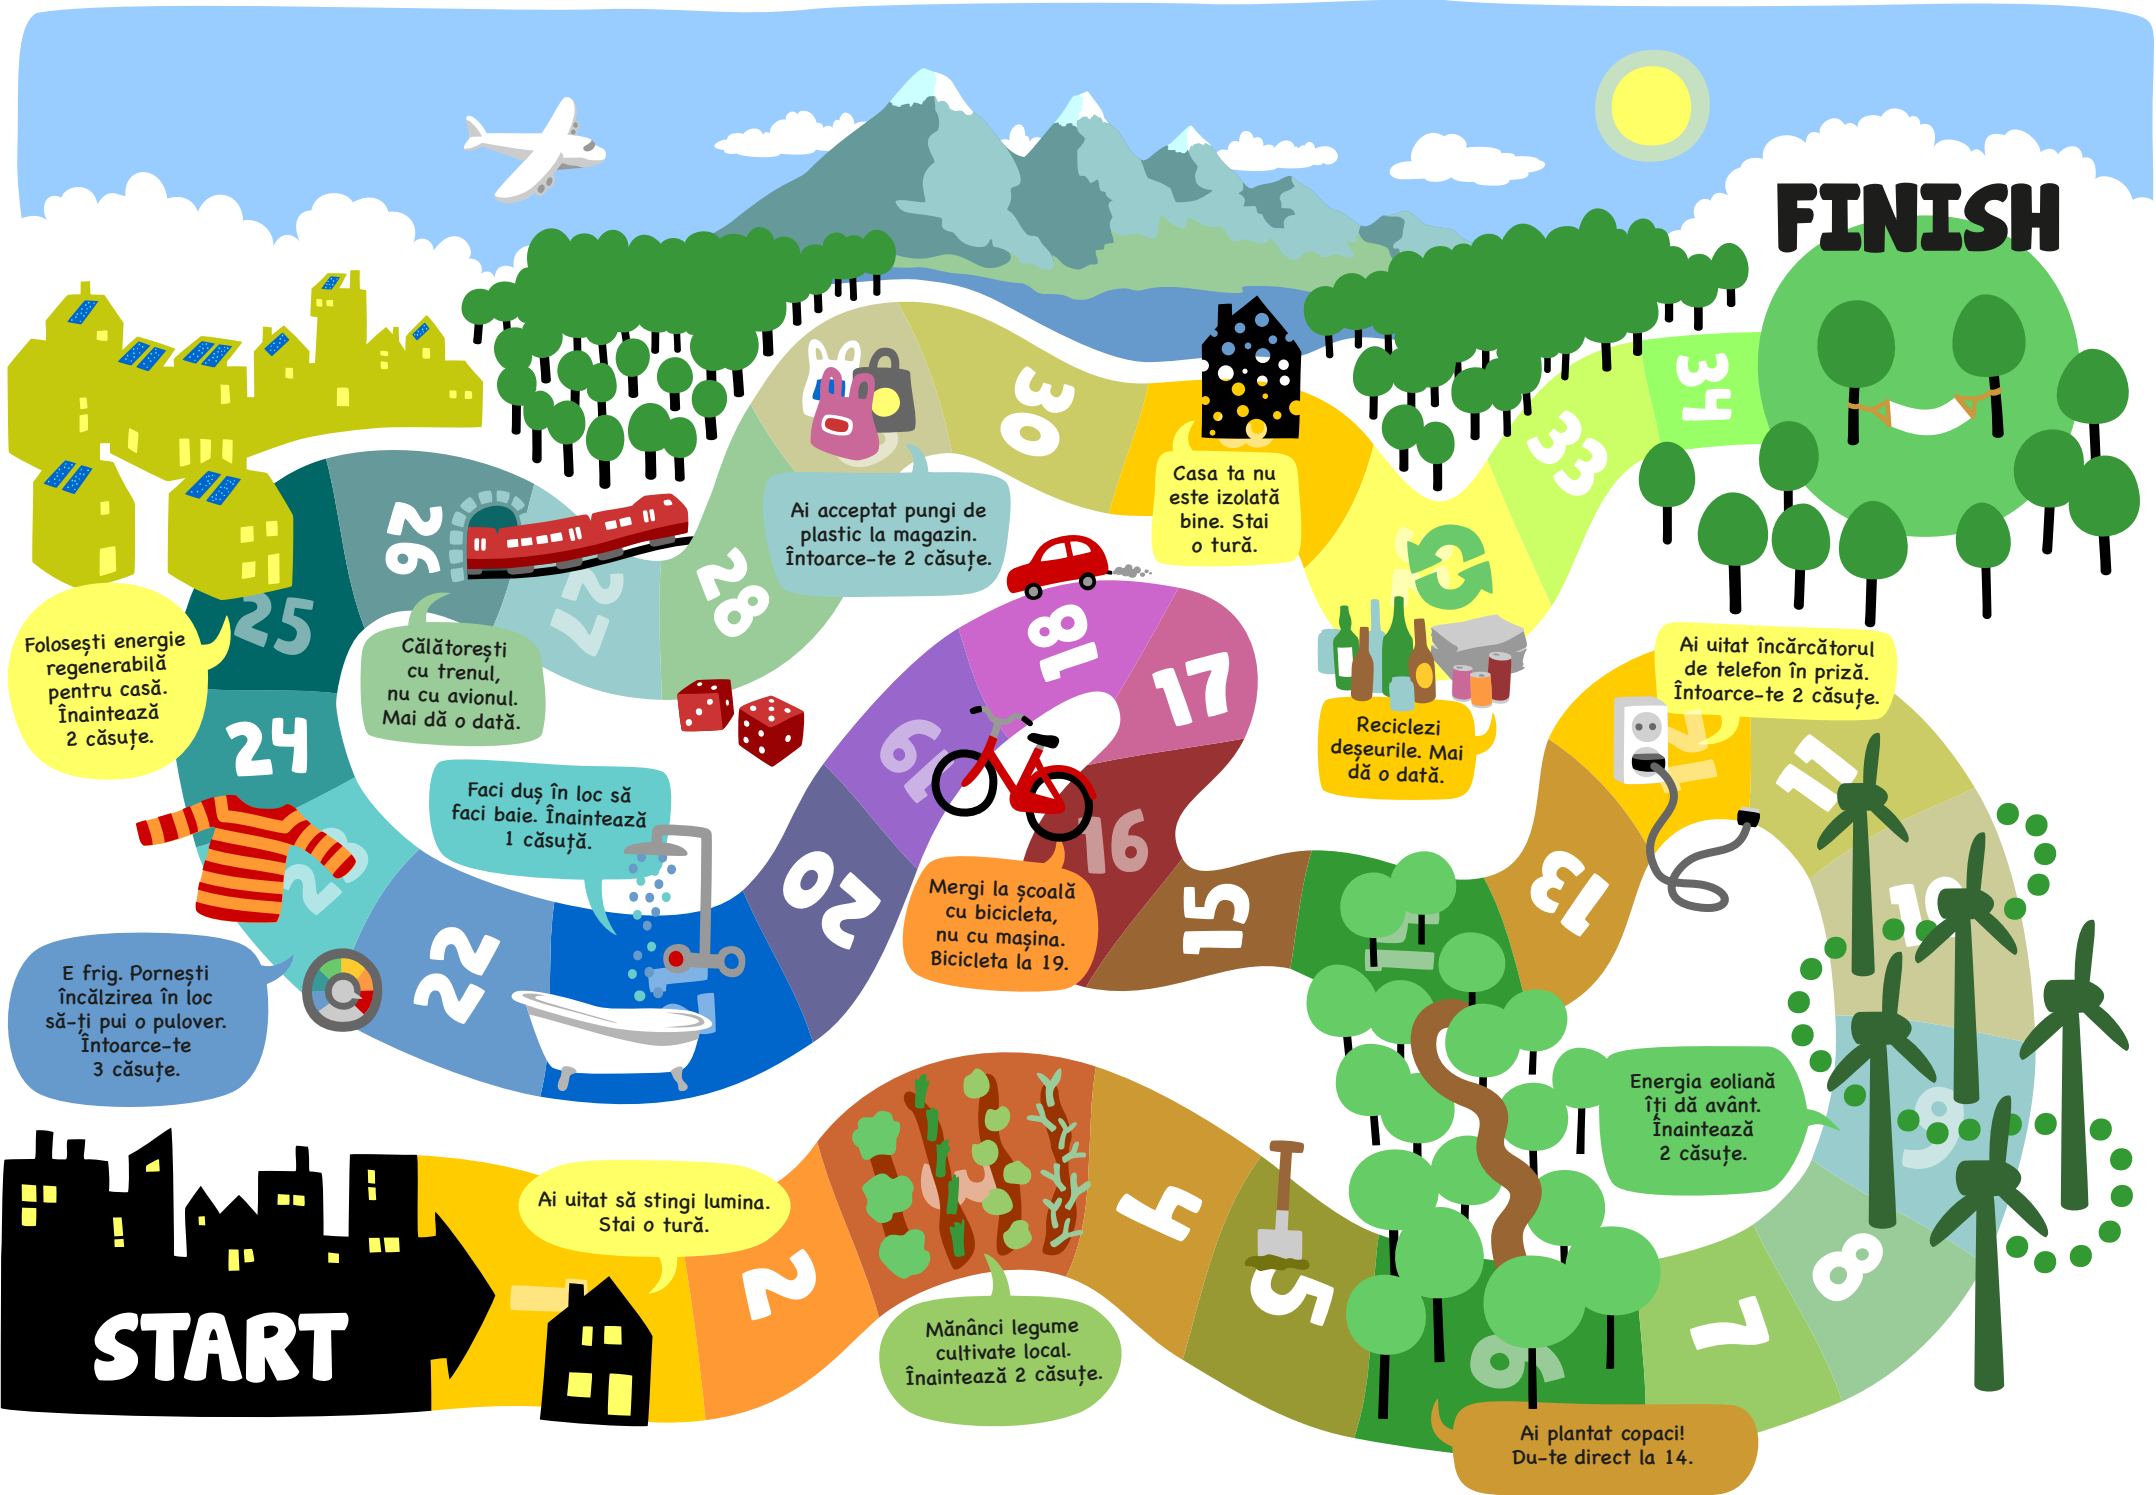 FINISH
30
34
33
26
Casa ta nu
este izolată
bine. Stai
o tură.
Ai acceptat pungi de
plastic la magazin.
Întoarce-te 2 căsuțe.
27
28
25
18
17
Folosești energie
regenerabilă
pentru casă.
Înaintează
2 căsuțe.
Călătorești
cu trenul,
nu cu avionul.
Mai dă o dată.
Ai uitat încărcătorul
de telefon în priză.
Întoarce-te 2 căsuțe.
24
19
Reciclezi
deșeurile. Mai
dă o dată.
12
11
Faci duș în loc să
faci baie. Înaintează
1 căsuță.
23
20
16
Mergi la școală
cu bicicleta,
nu cu mașina.
Bicicleta la 19.
15
14
13
10
22
21
E frig. Pornești
încălzirea în loc
să-ți pui o pulover.
Întoarce-te
3 căsuțe.
Energia eoliană
îți dă avânt.
Înaintează
2 căsuțe.
9
Ai uitat să stingi lumina.
Stai o tură.
START
1
2
3
4
5
6
7
8
Mănânci legume
cultivate local.
Înaintează 2 căsuțe.
Ai plantat copaci!
Du-te direct la 14.